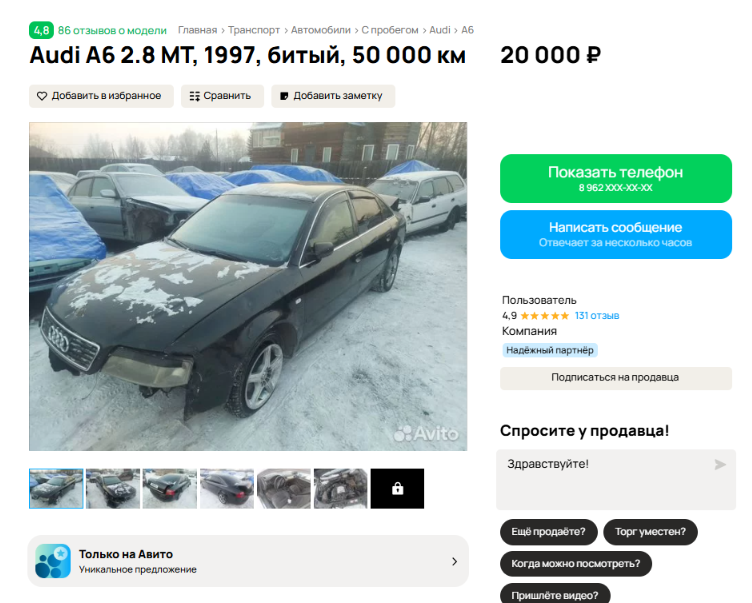 4,8 86 отзывов о модели Главная › Транспорт › Автомобили › С пробегом › Audi › A6
Audi A6 2.8 MT, 1997, битый, 50 000 км
20 000 ₽
Добавить в избранное Сравнить Добавить заметку
Показать телефон
8 962 XXX-XX-XX
Написать сообщение
Отвечает за несколько часов
Пользователь
4,9 ★★★★★ 131 отзыв
Компания
Надёжный партнёр
Подписаться на продавца
Avito
Спросите у продавца!
Здравствуйте!
Ещё продаёте? Торг уместен?
Когда можно посмотреть?
Пришлёте видео?
Только на Авито
Уникальное предложение